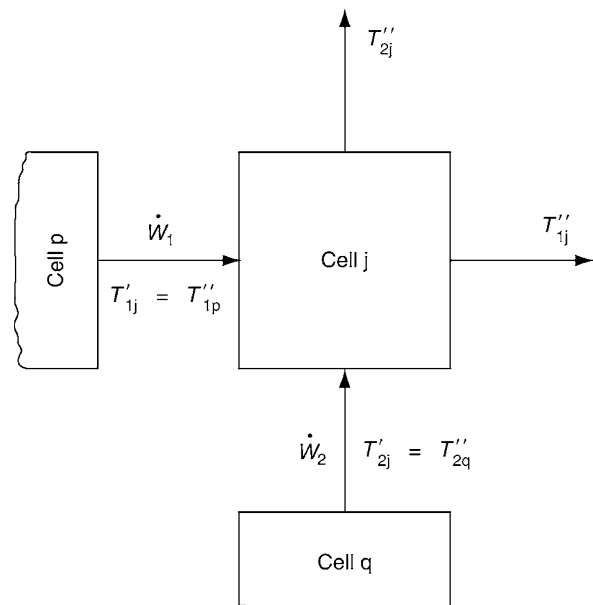 T''₂ⱼ
Ẇ₁
T''₁ⱼ
Cell p
Cell j
T'₁ⱼ = T''₁ₚ
Ẇ₂ T'₂ⱼ = T''₂q
Cell q